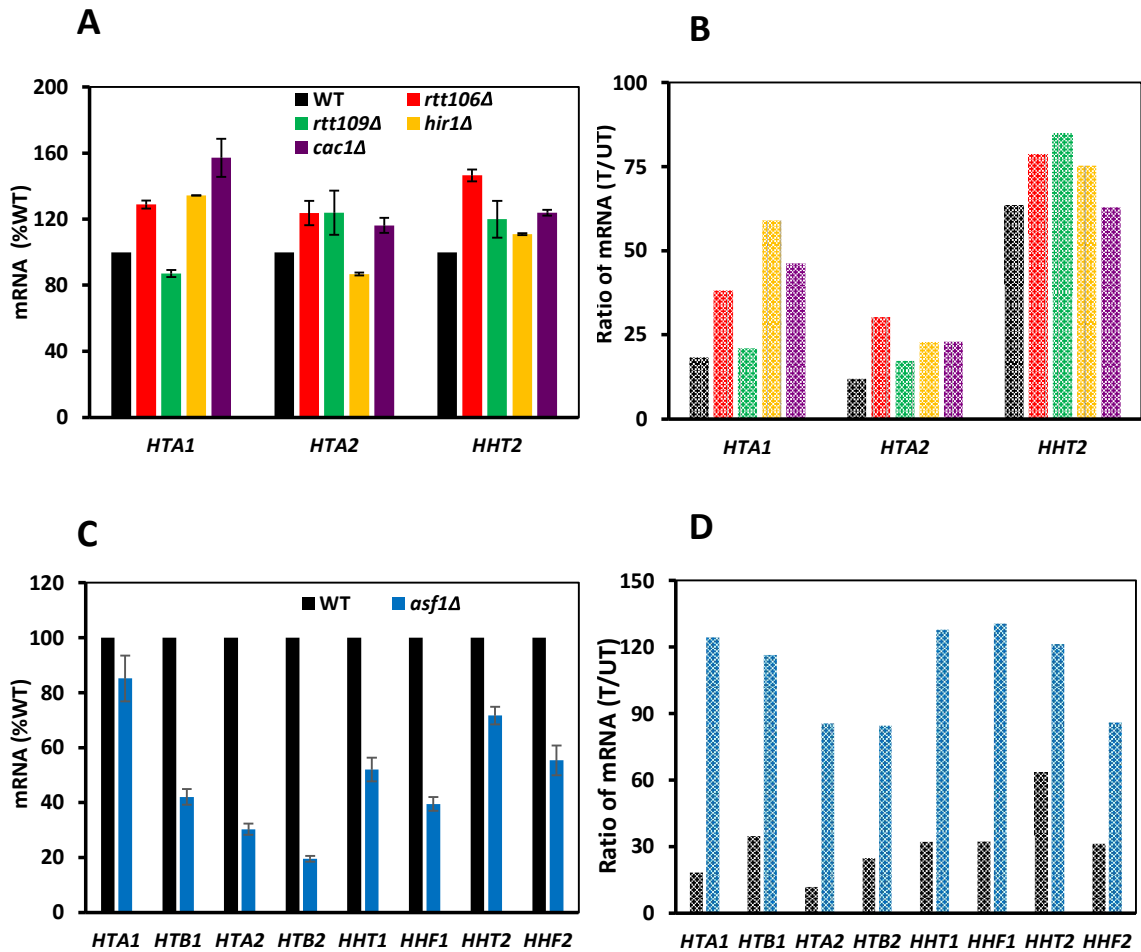 A
mRNA (%WT)
200
160
120
80
40
0
WT rtt106Δ
rtt109Δ hir1Δ
cac1Δ
HTA1 HTA2 HHT2
B
Ratio of mRNA (T/UT)
100
75
50
25
0
HTA1 HTA2 HHT2
C
mRNA (%WT)
120
100
80
60
40
20
0
WT asf1Δ
HTA1 HTB1 HTA2 HTB2 HHT1 HHF1 HHT2 HHF2
D
Ratio of mRNA (T/UT)
150
120
90
60
30
0
HTA1 HTB1 HTA2 HTB2 HHT1 HHF1 HHT2 HHF2